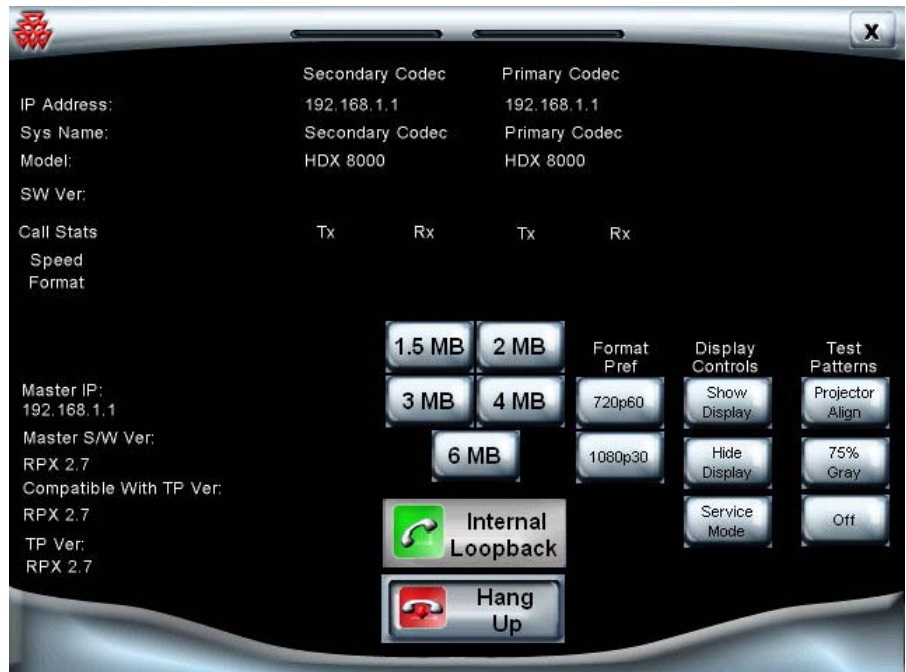 X
Secondary Codec Primary Codec
IP Address: 192.168.1.1 192.168.1.1
Sys Name: Secondary Codec Primary Codec
Model: HDX 8000 HDX 8000
SW Ver:
Call Stats Tx Rx Tx Rx
Speed
Format
1.5 MB 2 MB
3 MB 4 MB
6 MB
Format
Pref
720p60
1080p30
Display
Controls
Show
Display
Hide
Display
Service
Mode
Test
Patterns
Projector
Align
75%
Gray
Off
Master IP:
192.168.1.1
Master S/W Ver:
RPX 2.7
Compatible With TP Ver:
RPX 2.7
TP Ver:
RPX 2.7
Internal
Loopback
Hang
Up